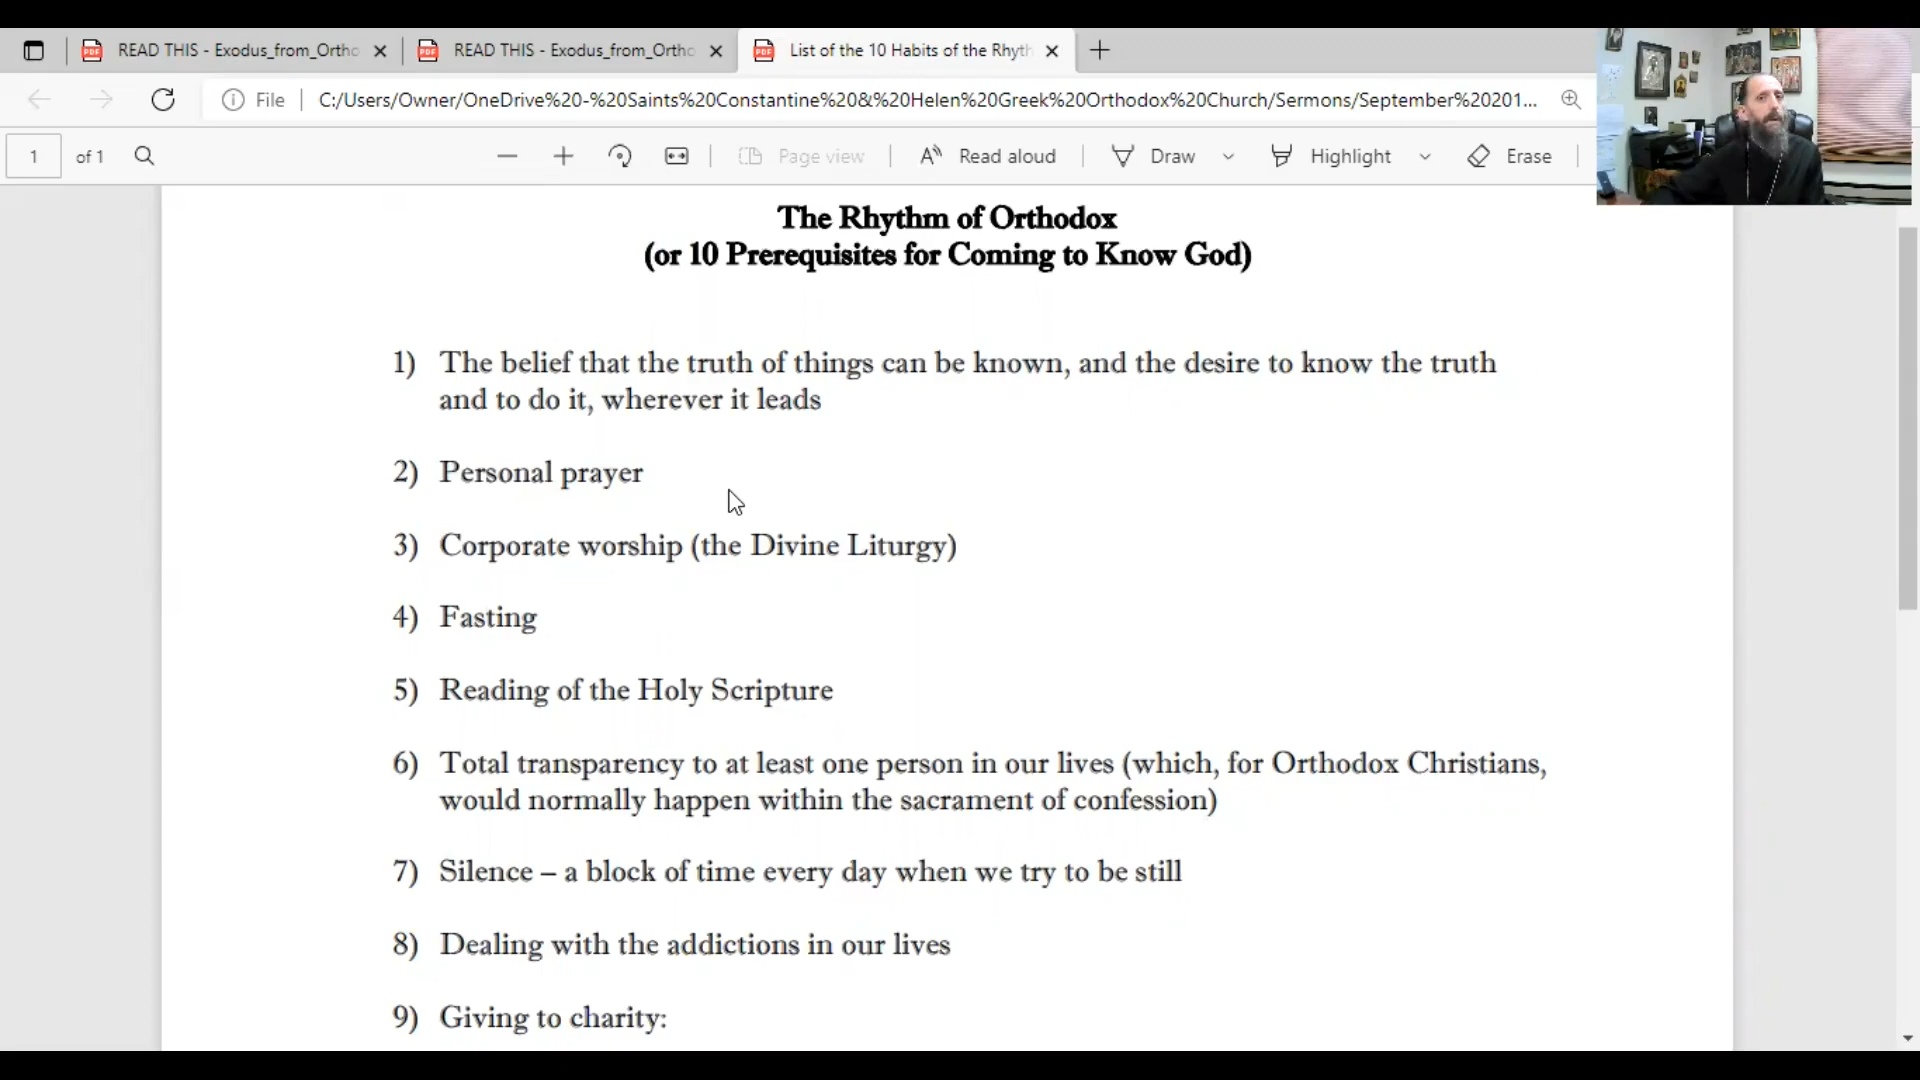 READ THIS - Exodus_from_Ortho
READ THIS - Exodus_from_Ortho
List of the 10 Habits of the Rhyth
File
C:/Users/Owner/OneDrive%20-%20Saints%20Constantine%20&%20Helen%20Greek%20Orthodox%20Church/Sermons/September%20201...
1 of 1
Page view
Read aloud
Draw
Highlight
Erase
The Rhythm of Orthodox
(or 10 Prerequisites for Coming to Know God)
1) The belief that the truth of things can be known, and the desire to know the truth
and to do it, wherever it leads
2) Personal prayer
3) Corporate worship (the Divine Liturgy)
4) Fasting
5) Reading of the Holy Scripture
6) Total transparency to at least one person in our lives (which, for Orthodox Christians,
would normally happen within the sacrament of confession)
7) Silence – a block of time every day when we try to be still
8) Dealing with the addictions in our lives
9) Giving to charity: